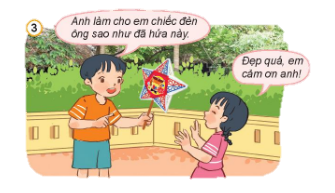 3
Anh làm cho em chiếc đèn
ông sao như đã hứa này.
Đẹp quá, em
cảm ơn anh!